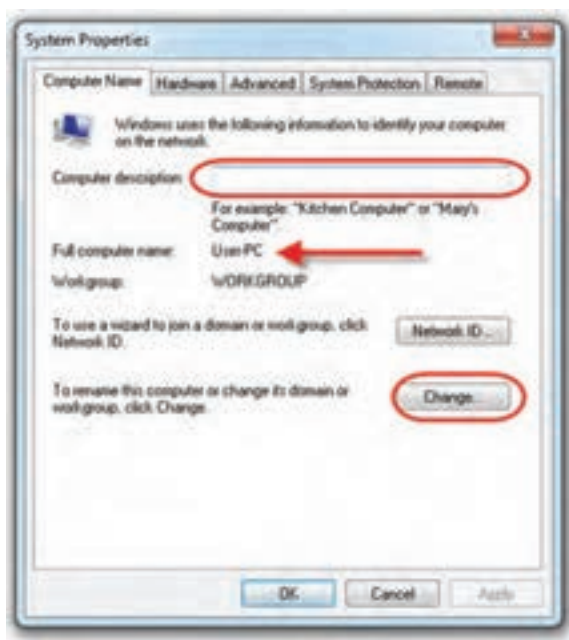 System Properties
Computer Name Hardware Advanced System Protection Remote
Windows uses the following information to identify your computer
on the network.
Computer description:
For example: "Kitchen Computer" or "Mary's
Computer".
Full computer name: User-PC
Workgroup: WORKGROUP
To use a wizard to join a domain or workgroup, click
Network ID.
Network ID...
To rename this computer or change its domain or
workgroup, click Change.
Change...
OK Cancel Apply